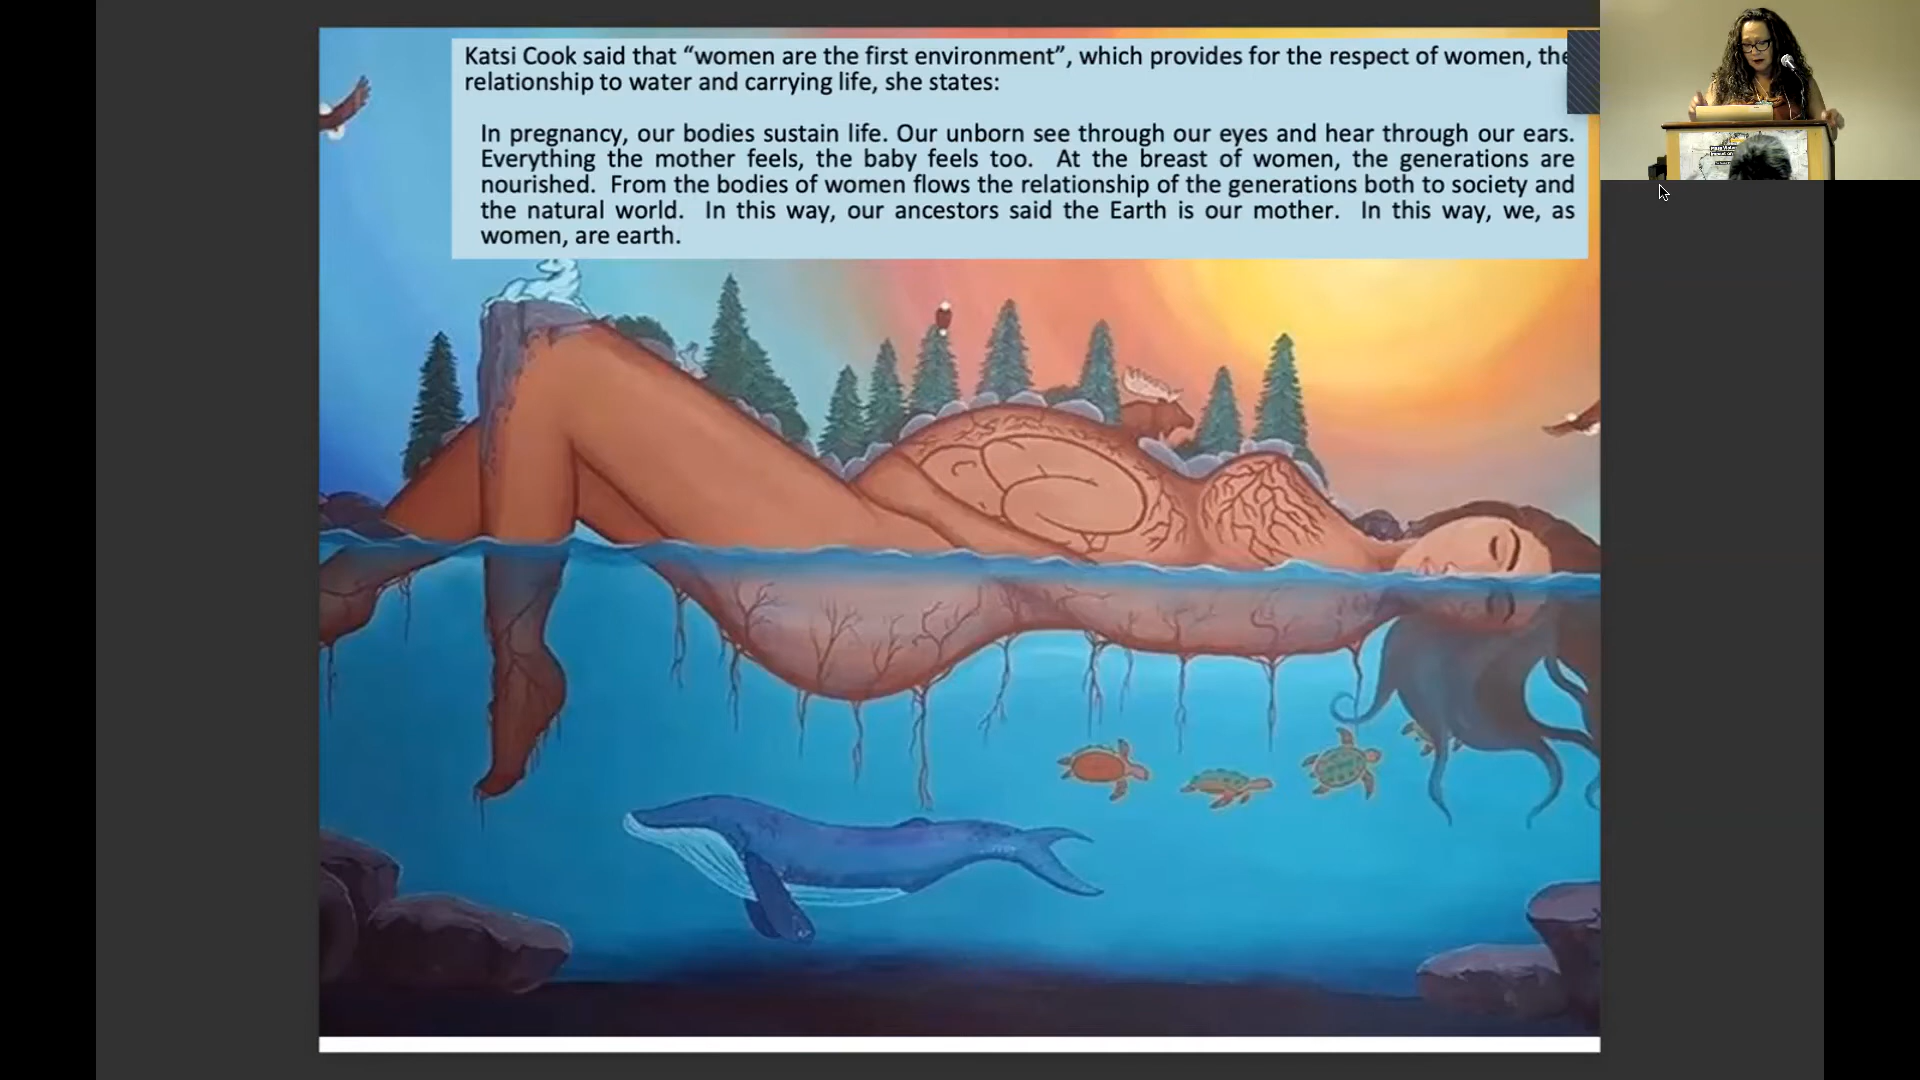 Katsi Cook said that “women are the first environment”, which provides for the respect of women, the
relationship to water and carrying life, she states:
In pregnancy, our bodies sustain life. Our unborn see through our eyes and hear through our ears.
Everything the mother feels, the baby feels too. At the breast of women, the generations are
nourished. From the bodies of women flows the relationship of the generations both to society and
the natural world. In this way, our ancestors said the Earth is our mother. In this way, we, as
women, are earth.